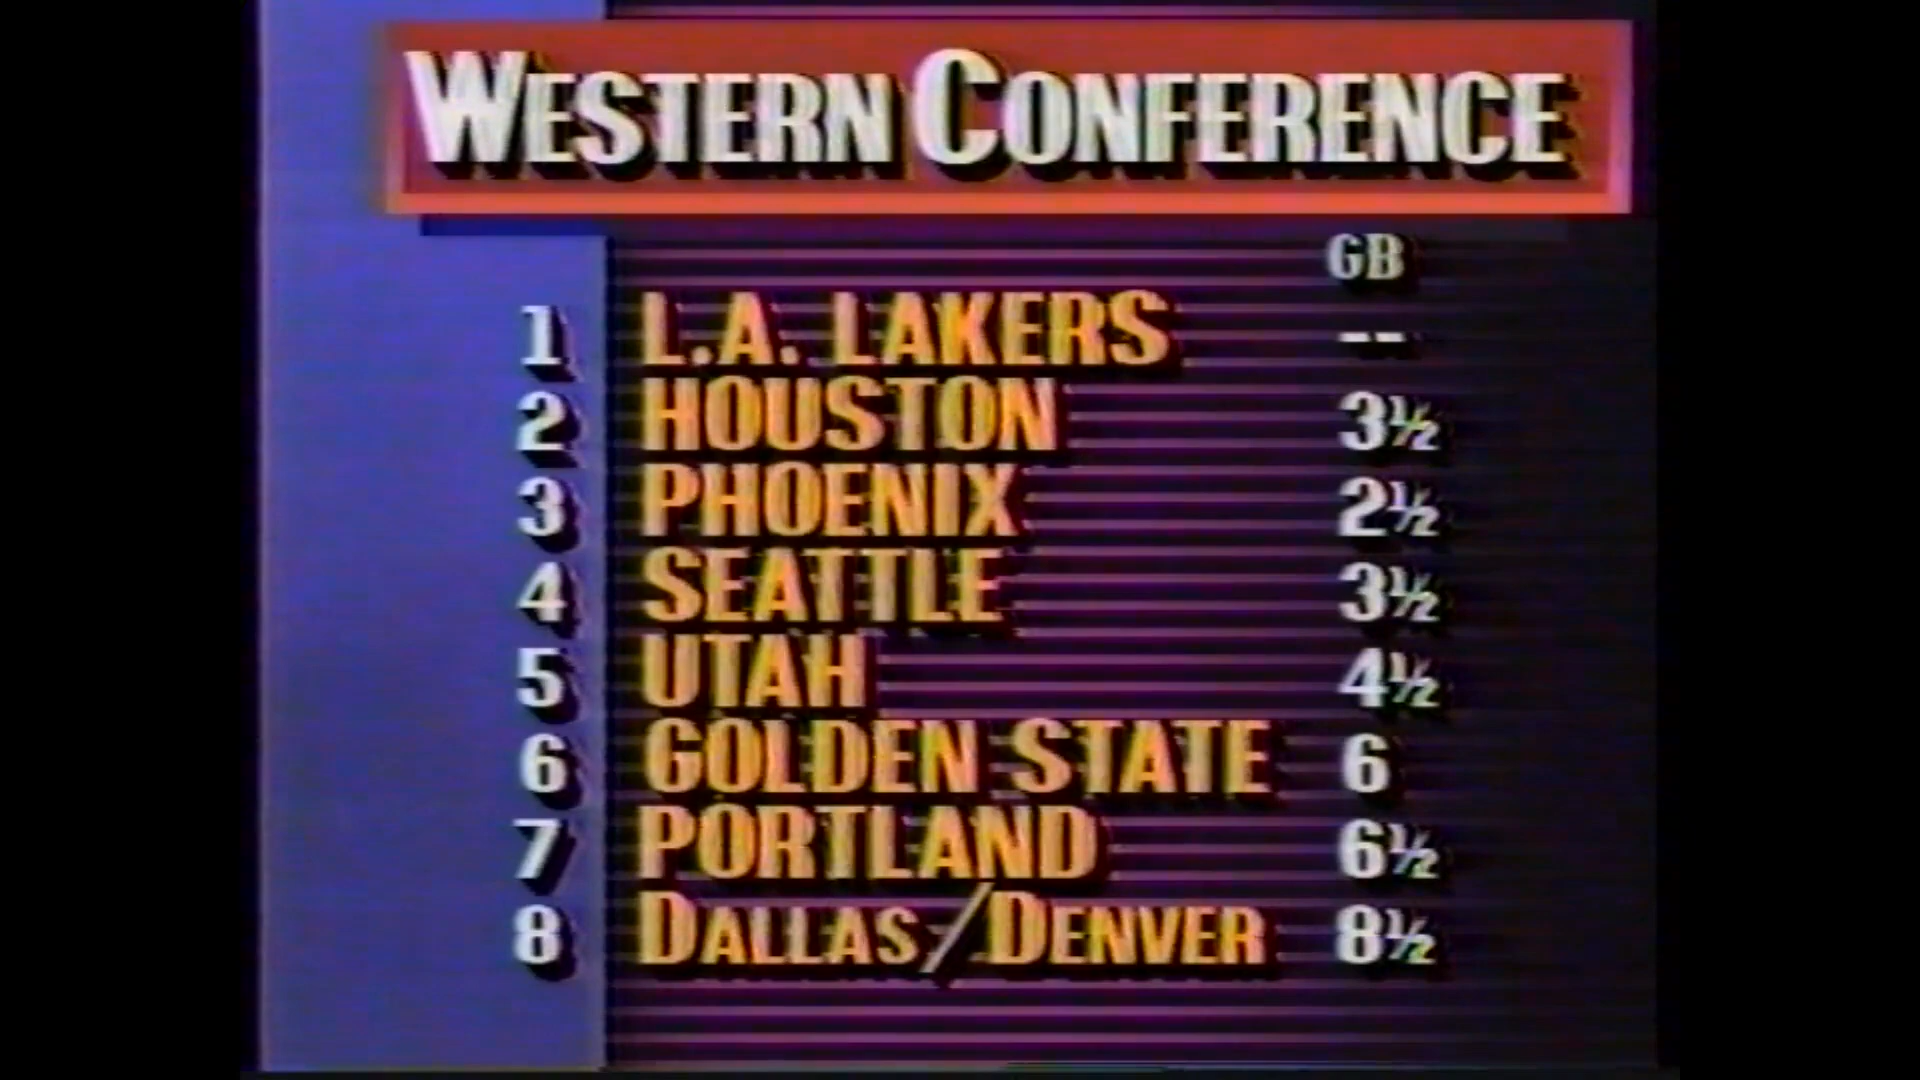 WESTERN CONFERENCE
GB
1 L.A. LAKERS --
2 HOUSTON 3½
3 PHOENIX 2½
4 SEATTLE 3½
5 UTAH 4½
6 GOLDEN STATE 6
7 PORTLAND 6½
8 DALLAS/DENVER 8½